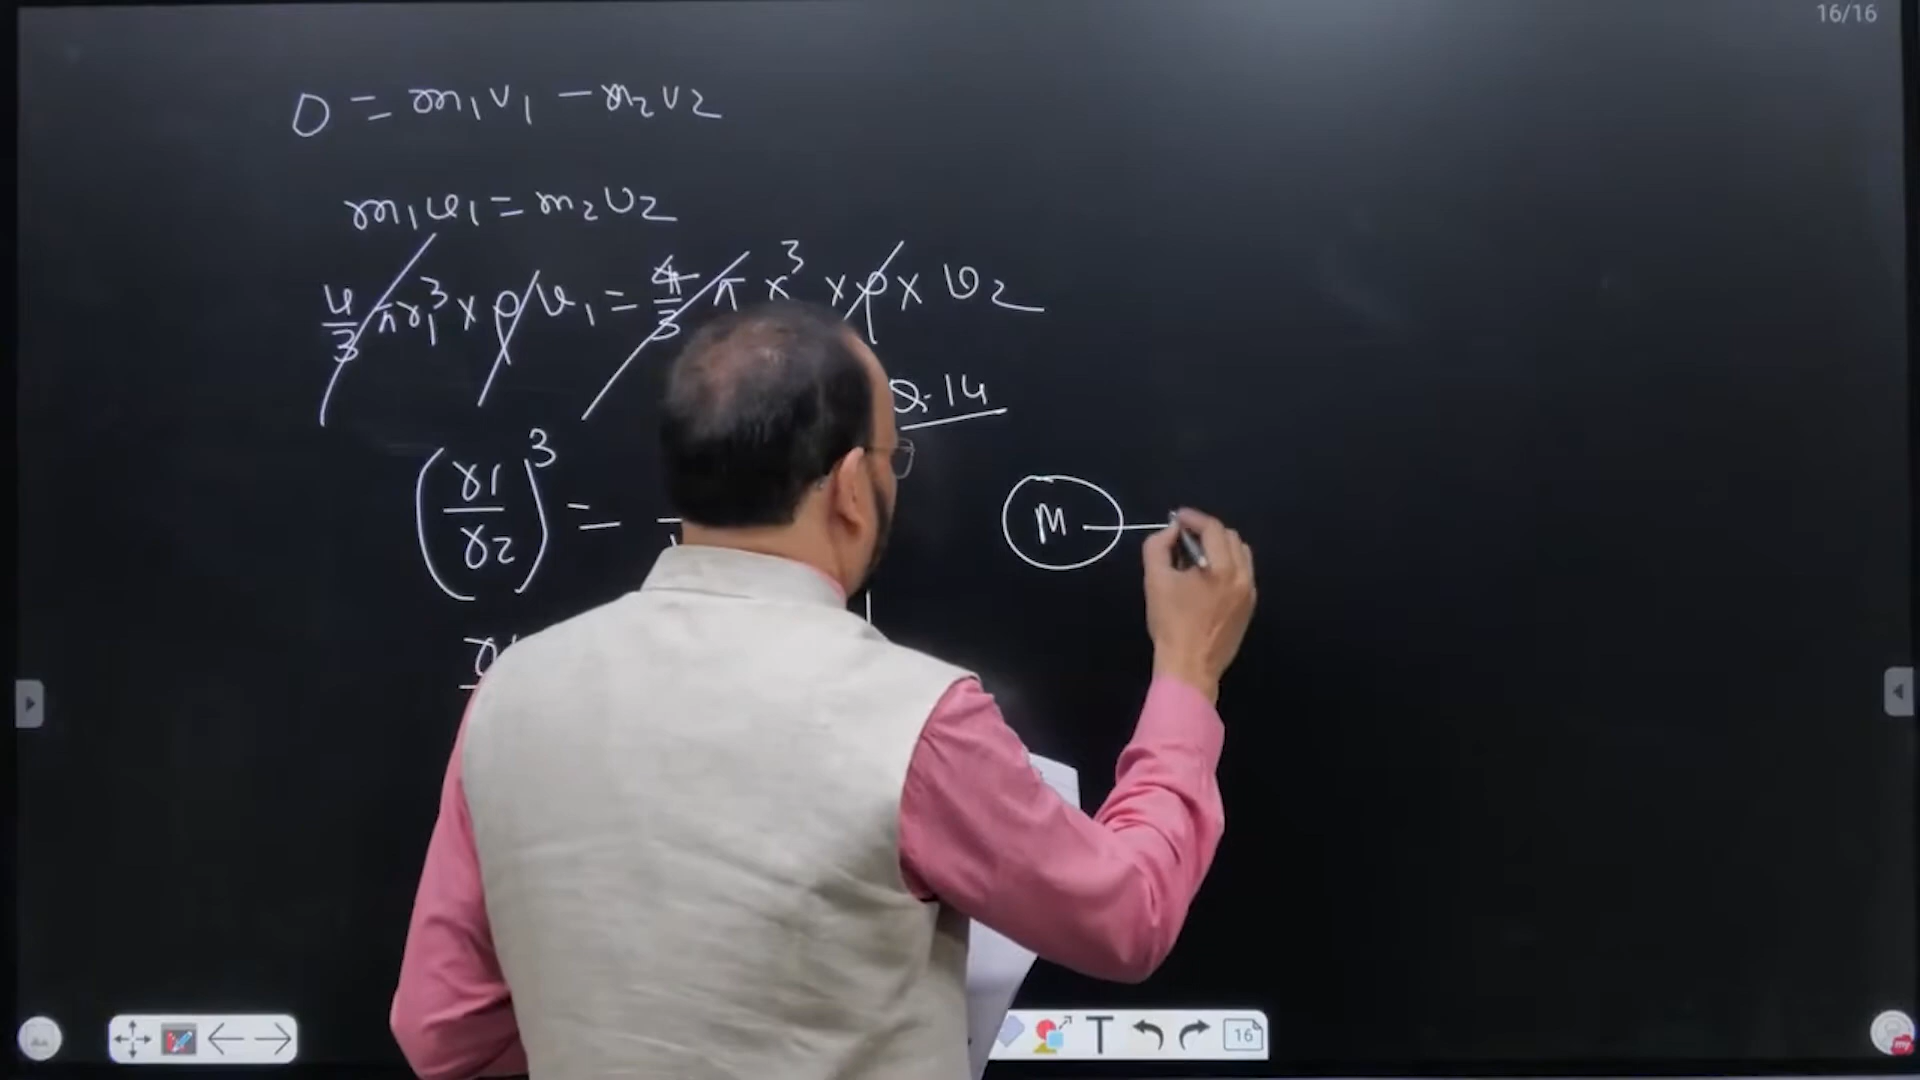 16/16
0 = m₁v₁ − m₂v₂
m₁v₁ = m₂v₂
4/3 πr₁³ × ρ v₁ = 4/3 π r³ × ρ × v₂
Q.14
(r1/r2)³ =
M
T 16
my